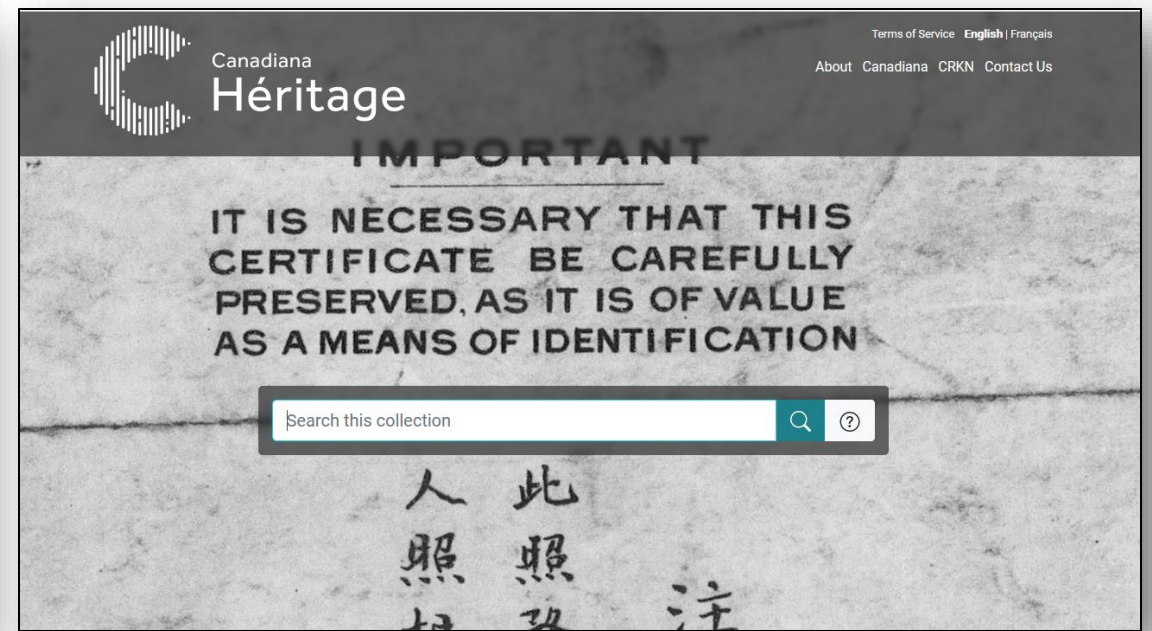 Terms of Service English | Français
Canadiana
Héritage
About Canadiana CRKN Contact Us
IMPORTANT
IT IS NECESSARY THAT THIS
CERTIFICATE BE CAREFULLY
PRESERVED, AS IT IS OF VALUE
AS A MEANS OF IDENTIFICATION
Search this collection
注
此照
人照